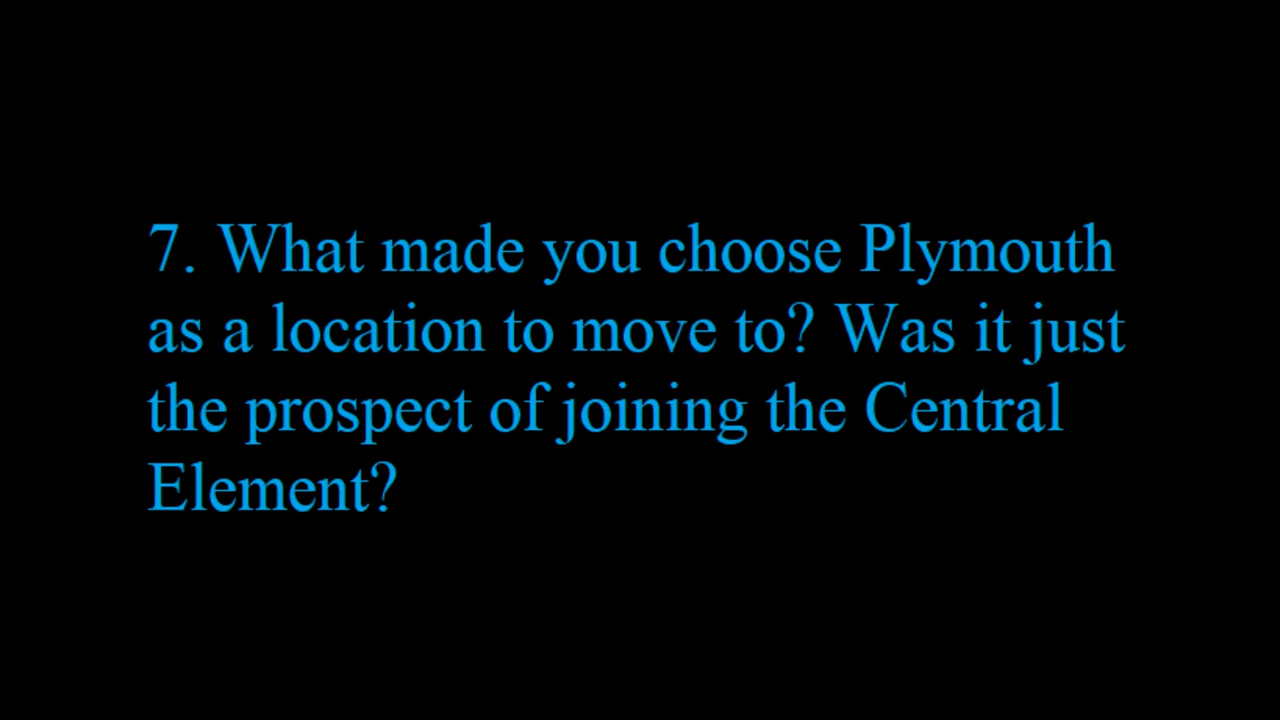 7. What made you choose Plymouth
as a location to move to? Was it just
the prospect of joining the Central
Element?